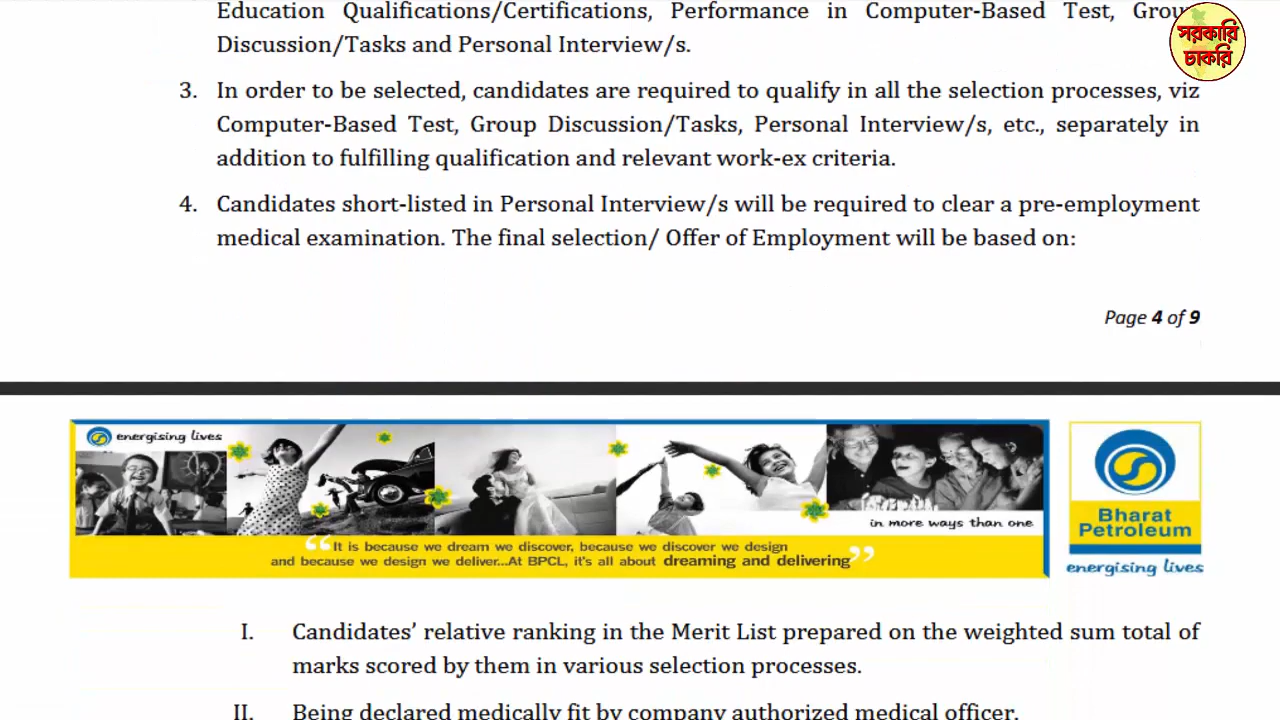 Education Qualifications/Certifications, Performance in Computer-Based Test, Group
Discussion/Tasks and Personal Interview/s.
সরকারি
চাকরি
3. In order to be selected, candidates are required to qualify in all the selection processes, viz
Computer-Based Test, Group Discussion/Tasks, Personal Interview/s, etc., separately in
addition to fulfilling qualification and relevant work-ex criteria.
4. Candidates short-listed in Personal Interview/s will be required to clear a pre-employment
medical examination. The final selection/ Offer of Employment will be based on:
Page 4 of 9
energising lives
in more ways than one
“It is because we dream we discover, because we discover we design
and because we design we deliver...At BPCL, it's all about dreaming and delivering”
Bharat
Petroleum
energising lives
I. Candidates’ relative ranking in the Merit List prepared on the weighted sum total of
marks scored by them in various selection processes.
II. Being declared medically fit by company authorized medical officer.